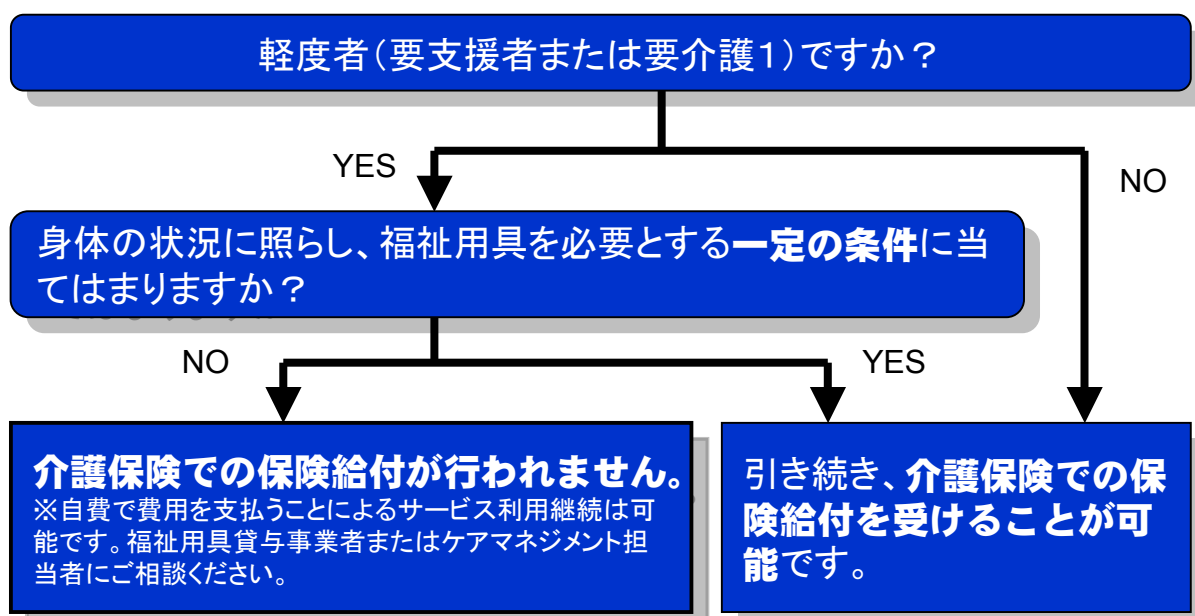 軽度者(要支援者または要介護1)ですか?
YES
NO
身体の状況に照らし、福祉用具を必要とする一定の条件に当
てはまりますか?
NO
YES
介護保険での保険給付が行われません。
※自費で費用を支払うことによるサービス利用継続は可
能です。福祉用具貸与事業者またはケアマネジメント担
当者にご相談ください。
引き続き、介護保険での保
険給付を受けることが可
能です。